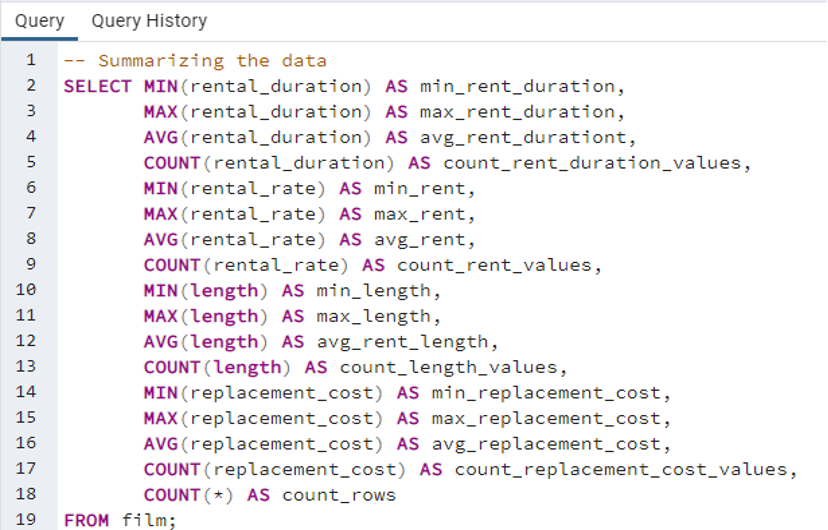 Query Query History
1 -- Summarizing the data
2 SELECT MIN(rental_duration) AS min_rent_duration,
3 MAX(rental_duration) AS max_rent_duration,
4 AVG(rental_duration) AS avg_rent_durationt,
5 COUNT(rental_duration) AS count_rent_duration_values,
6 MIN(rental_rate) AS min_rent,
7 MAX(rental_rate) AS max_rent,
8 AVG(rental_rate) AS avg_rent,
9 COUNT(rental_rate) AS count_rent_values,
10 MIN(length) AS min_length,
11 MAX(length) AS max_length,
12 AVG(length) AS avg_rent_length,
13 COUNT(length) AS count_length_values,
14 MIN(replacement_cost) AS min_replacement_cost,
15 MAX(replacement_cost) AS max_replacement_cost,
16 AVG(replacement_cost) AS avg_replacement_cost,
17 COUNT(replacement_cost) AS count_replacement_cost_values,
18 COUNT(*) AS count_rows
19 FROM film;